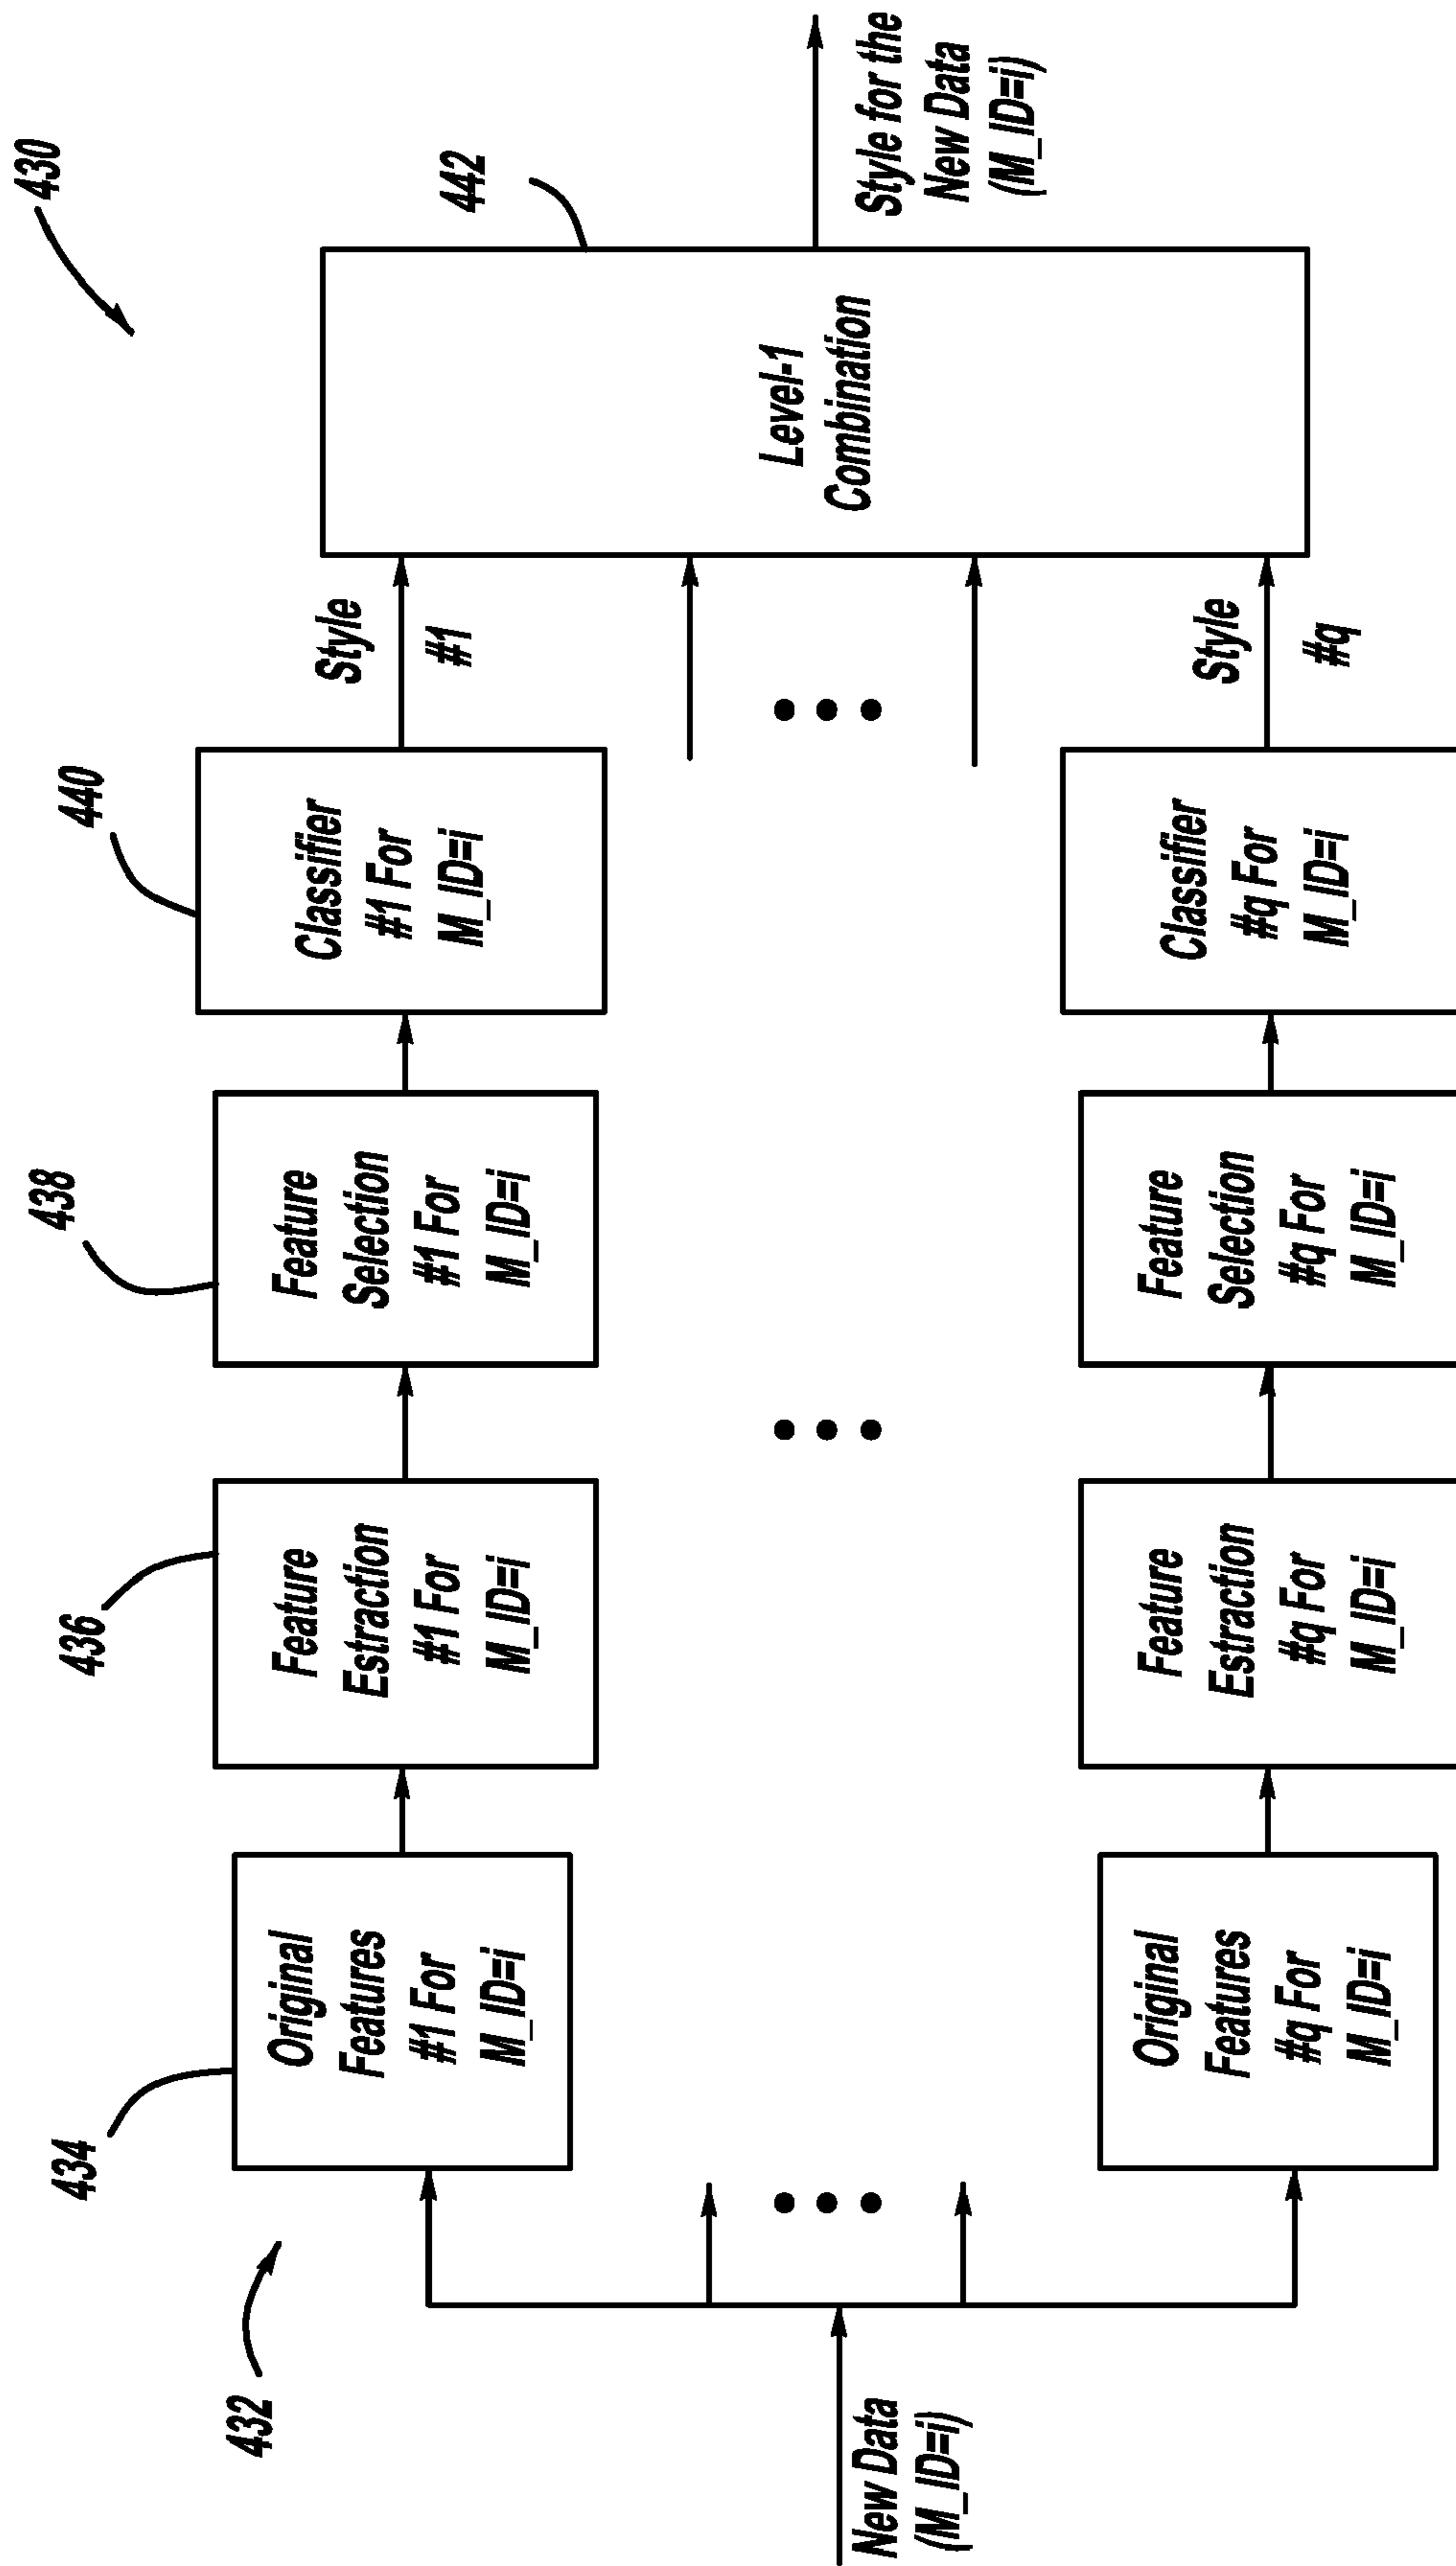 430
432
434
436
438
440
442
New Data
(M_ID=i)
Original
Features
#1 For
M_ID=i
Feature
Estraction
#1 For
M_ID=i
Feature
Selection
#1 For
M_ID=i
Classifier
#1 For
M_ID=i
Style
#1
Original
Features
#q For
M_ID=i
Feature
Estraction
#q For
M_ID=i
Feature
Selection
#q For
M_ID=i
Classifier
#q For
M_ID=i
Style
#q
Level-1
Combination
Style for the
New Data
(M_ID=i)